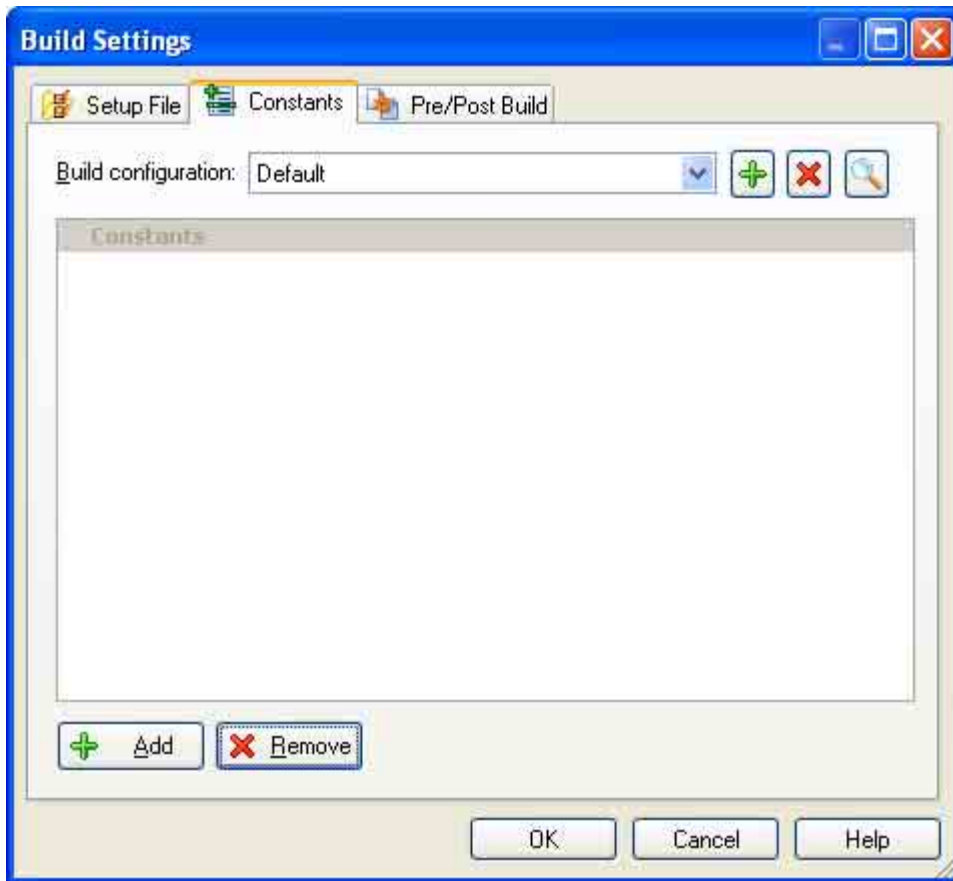 Build Settings
Setup File Constants Pre/Post Build
Build configuration: Default
Constants
Add Remove
OK Cancel Help